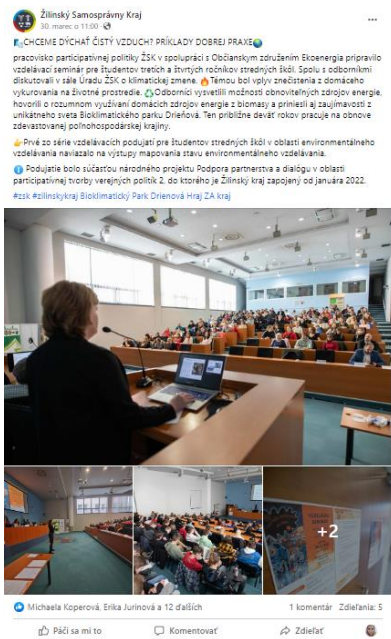 Žilinský Samosprávny Kraj
30. marec o 11:00
CHCEME DÝCHAŤ ČISTÝ VZDUCH? PRÍKLADY DOBREJ PRAXE
pracovisko participatívnej politiky ŽSK v spolupráci s Občianskym združením Ekoenergia pripravilo
vzdelávací seminár pre študentov tretích a štvrtých ročníkov stredných škôl. Spolu s odborníkmi
diskutovali v sále Úradu ŽSK o klimatickej zmene. Témou bol vplyv znečistenia z domáceho
vykurovania na životné prostredie. Odborníci vysvetlili možnosti obnoviteľných zdrojov energie,
hovorili o rozumnom využívaní domácich zdrojov energie z biomasy a priniesli aj zaujímavosti z
unikátneho sveta Bioklimatického parku Drieňová. Ten približne deväť rokov pracuje na obnove
zdevastovanej poľnohospodárskej krajiny.
Prvé zo série vzdelávacích podujatí pre študentov stredných škôl v oblasti environmentálneho
vzdelávania naviazalo na výstupy mapovania stavu environmentálneho vzdelávania.
Podujatie bolo súčasťou národného projektu Podpora partnerstva a dialógu v oblasti
participatívnej tvorby verejných politík 2, do ktorého je Žilinský kraj zapojený od januára 2022.
#zsk #zilinskykraj Bioklimatický Park Drienová Hraj ZA kraj
+2
Michaela Koperová, Erika Jurinová a 12 ďalších
1 komentár Zdieľania: 5
Páči sa mi to Komentovať Zdieľať